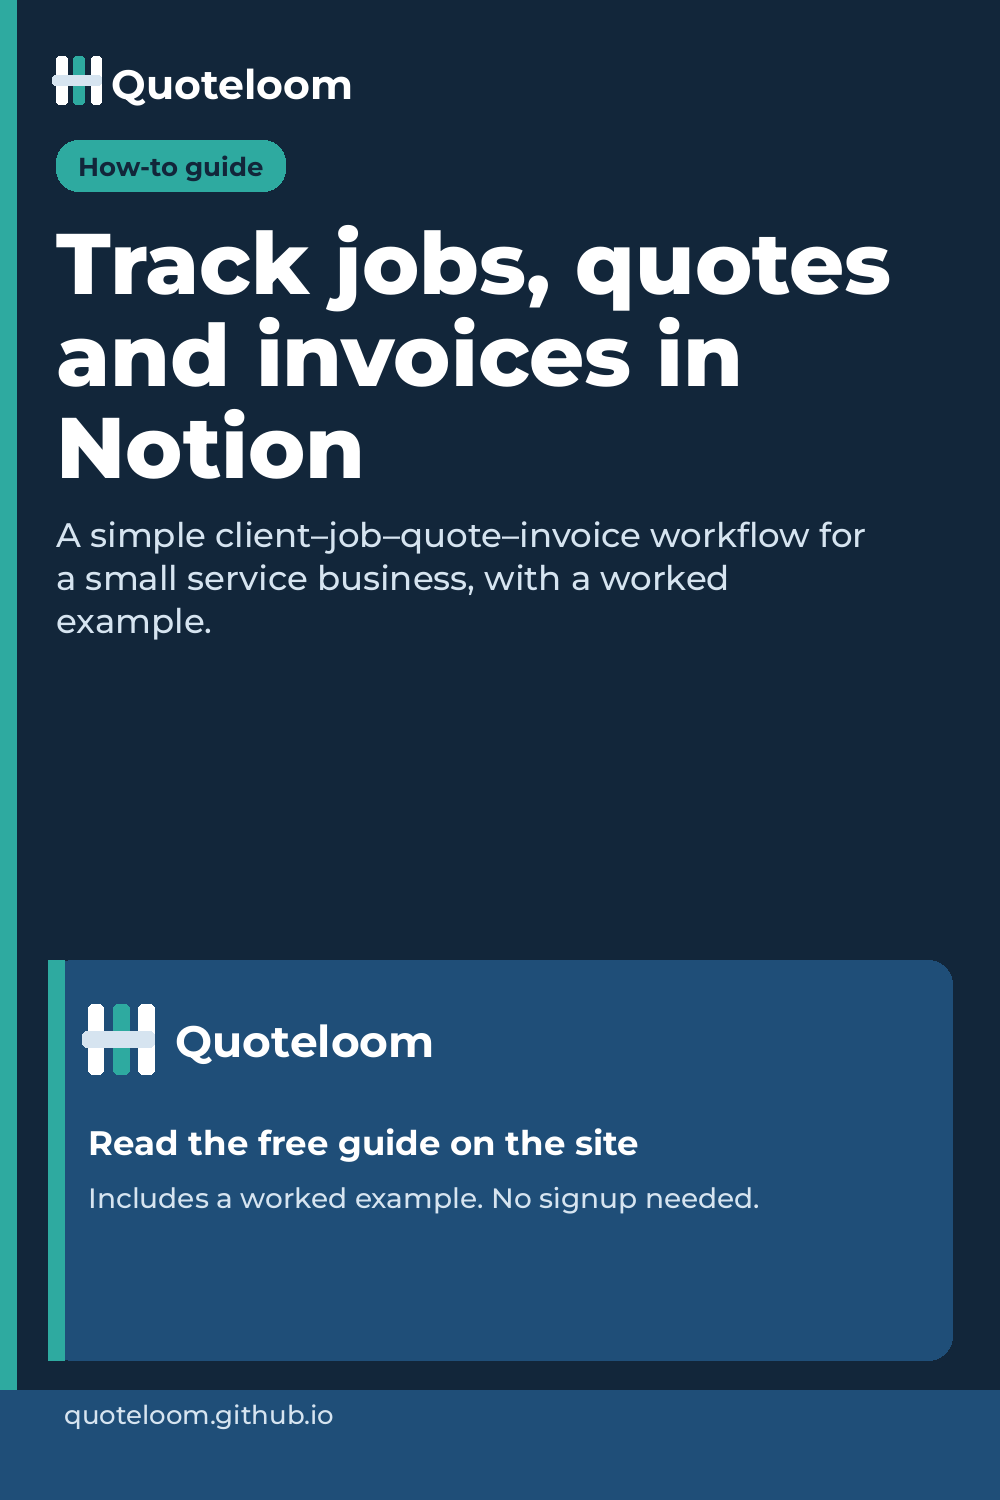 Quoteloom
How-to guide
Track jobs, quotes
and invoices in
Notion
A simple client–job–quote–invoice workflow for
a small service business, with a worked
example.
Quoteloom
Read the free guide on the site
Includes a worked example. No signup needed.
quoteloom.github.io